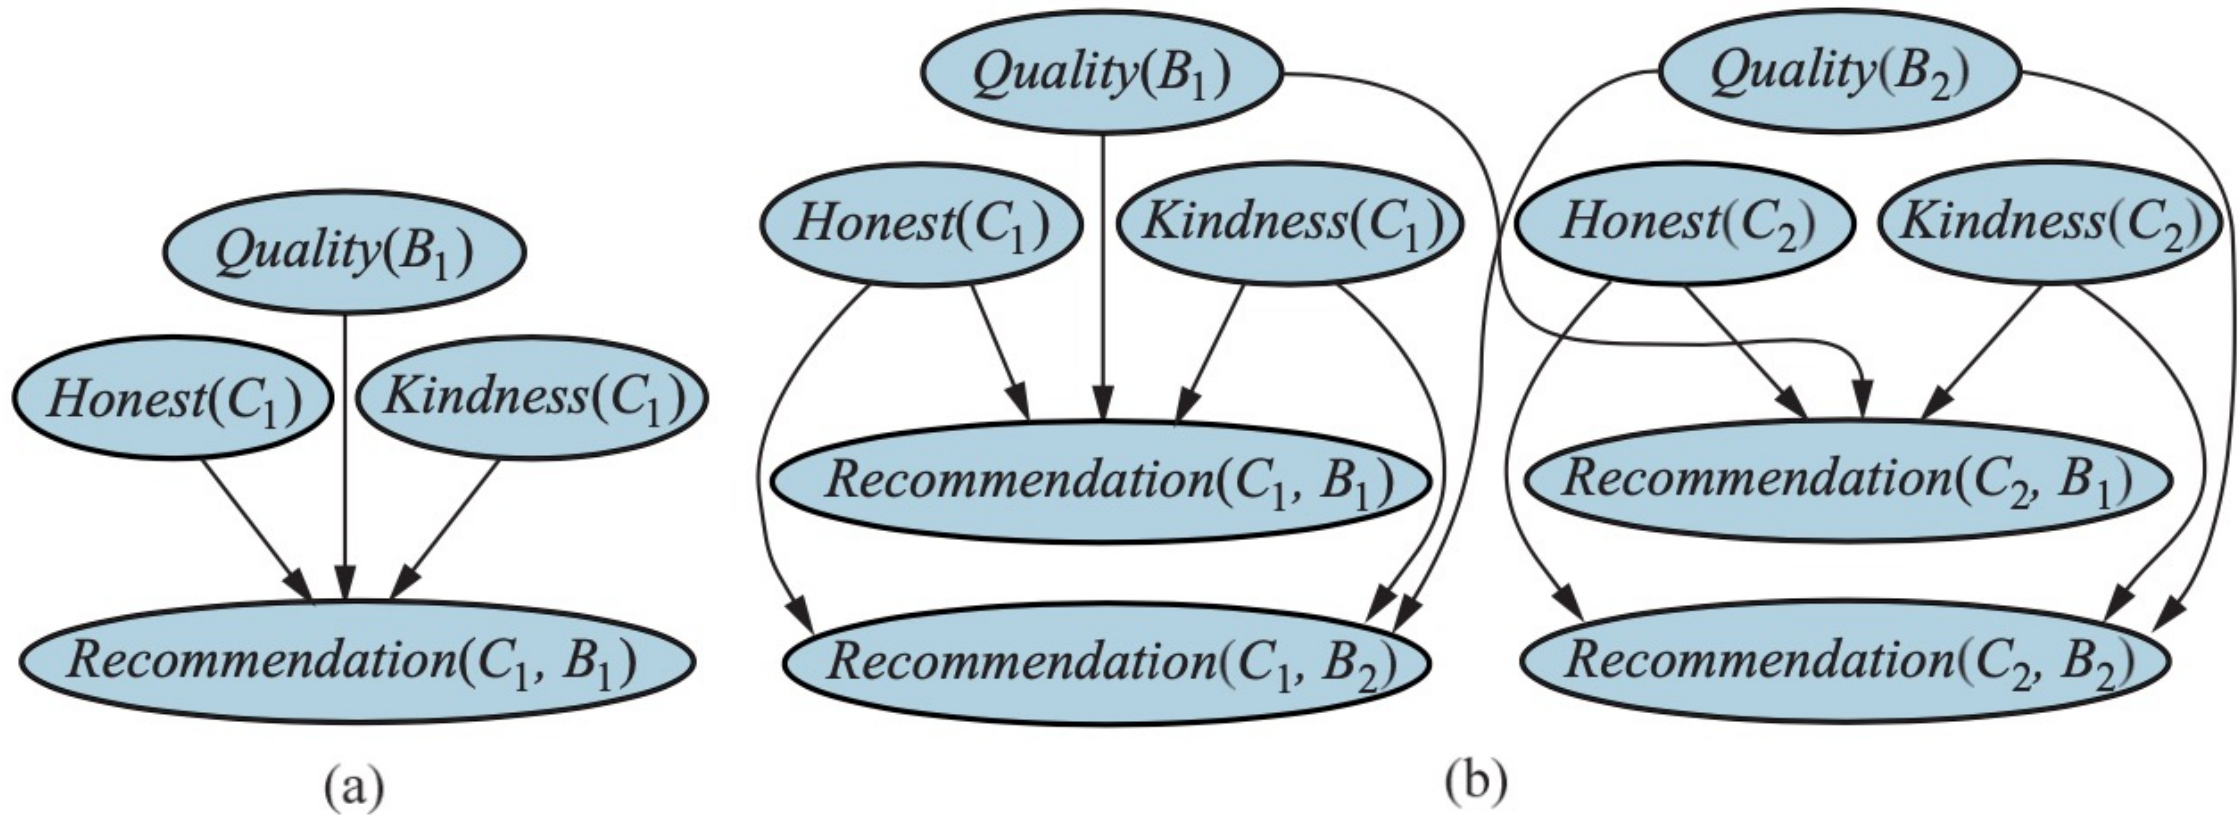 Quality(B1)
Honest(C1)
Kindness(C1)
Recommendation(C1, B1)
(a)
Quality(B1)
Quality(B2)
Honest(C1)
Kindness(C1)
Honest(C2)
Kindness(C2)
Recommendation(C1, B1)
Recommendation(C2, B1)
Recommendation(C1, B2)
Recommendation(C2, B2)
(b)